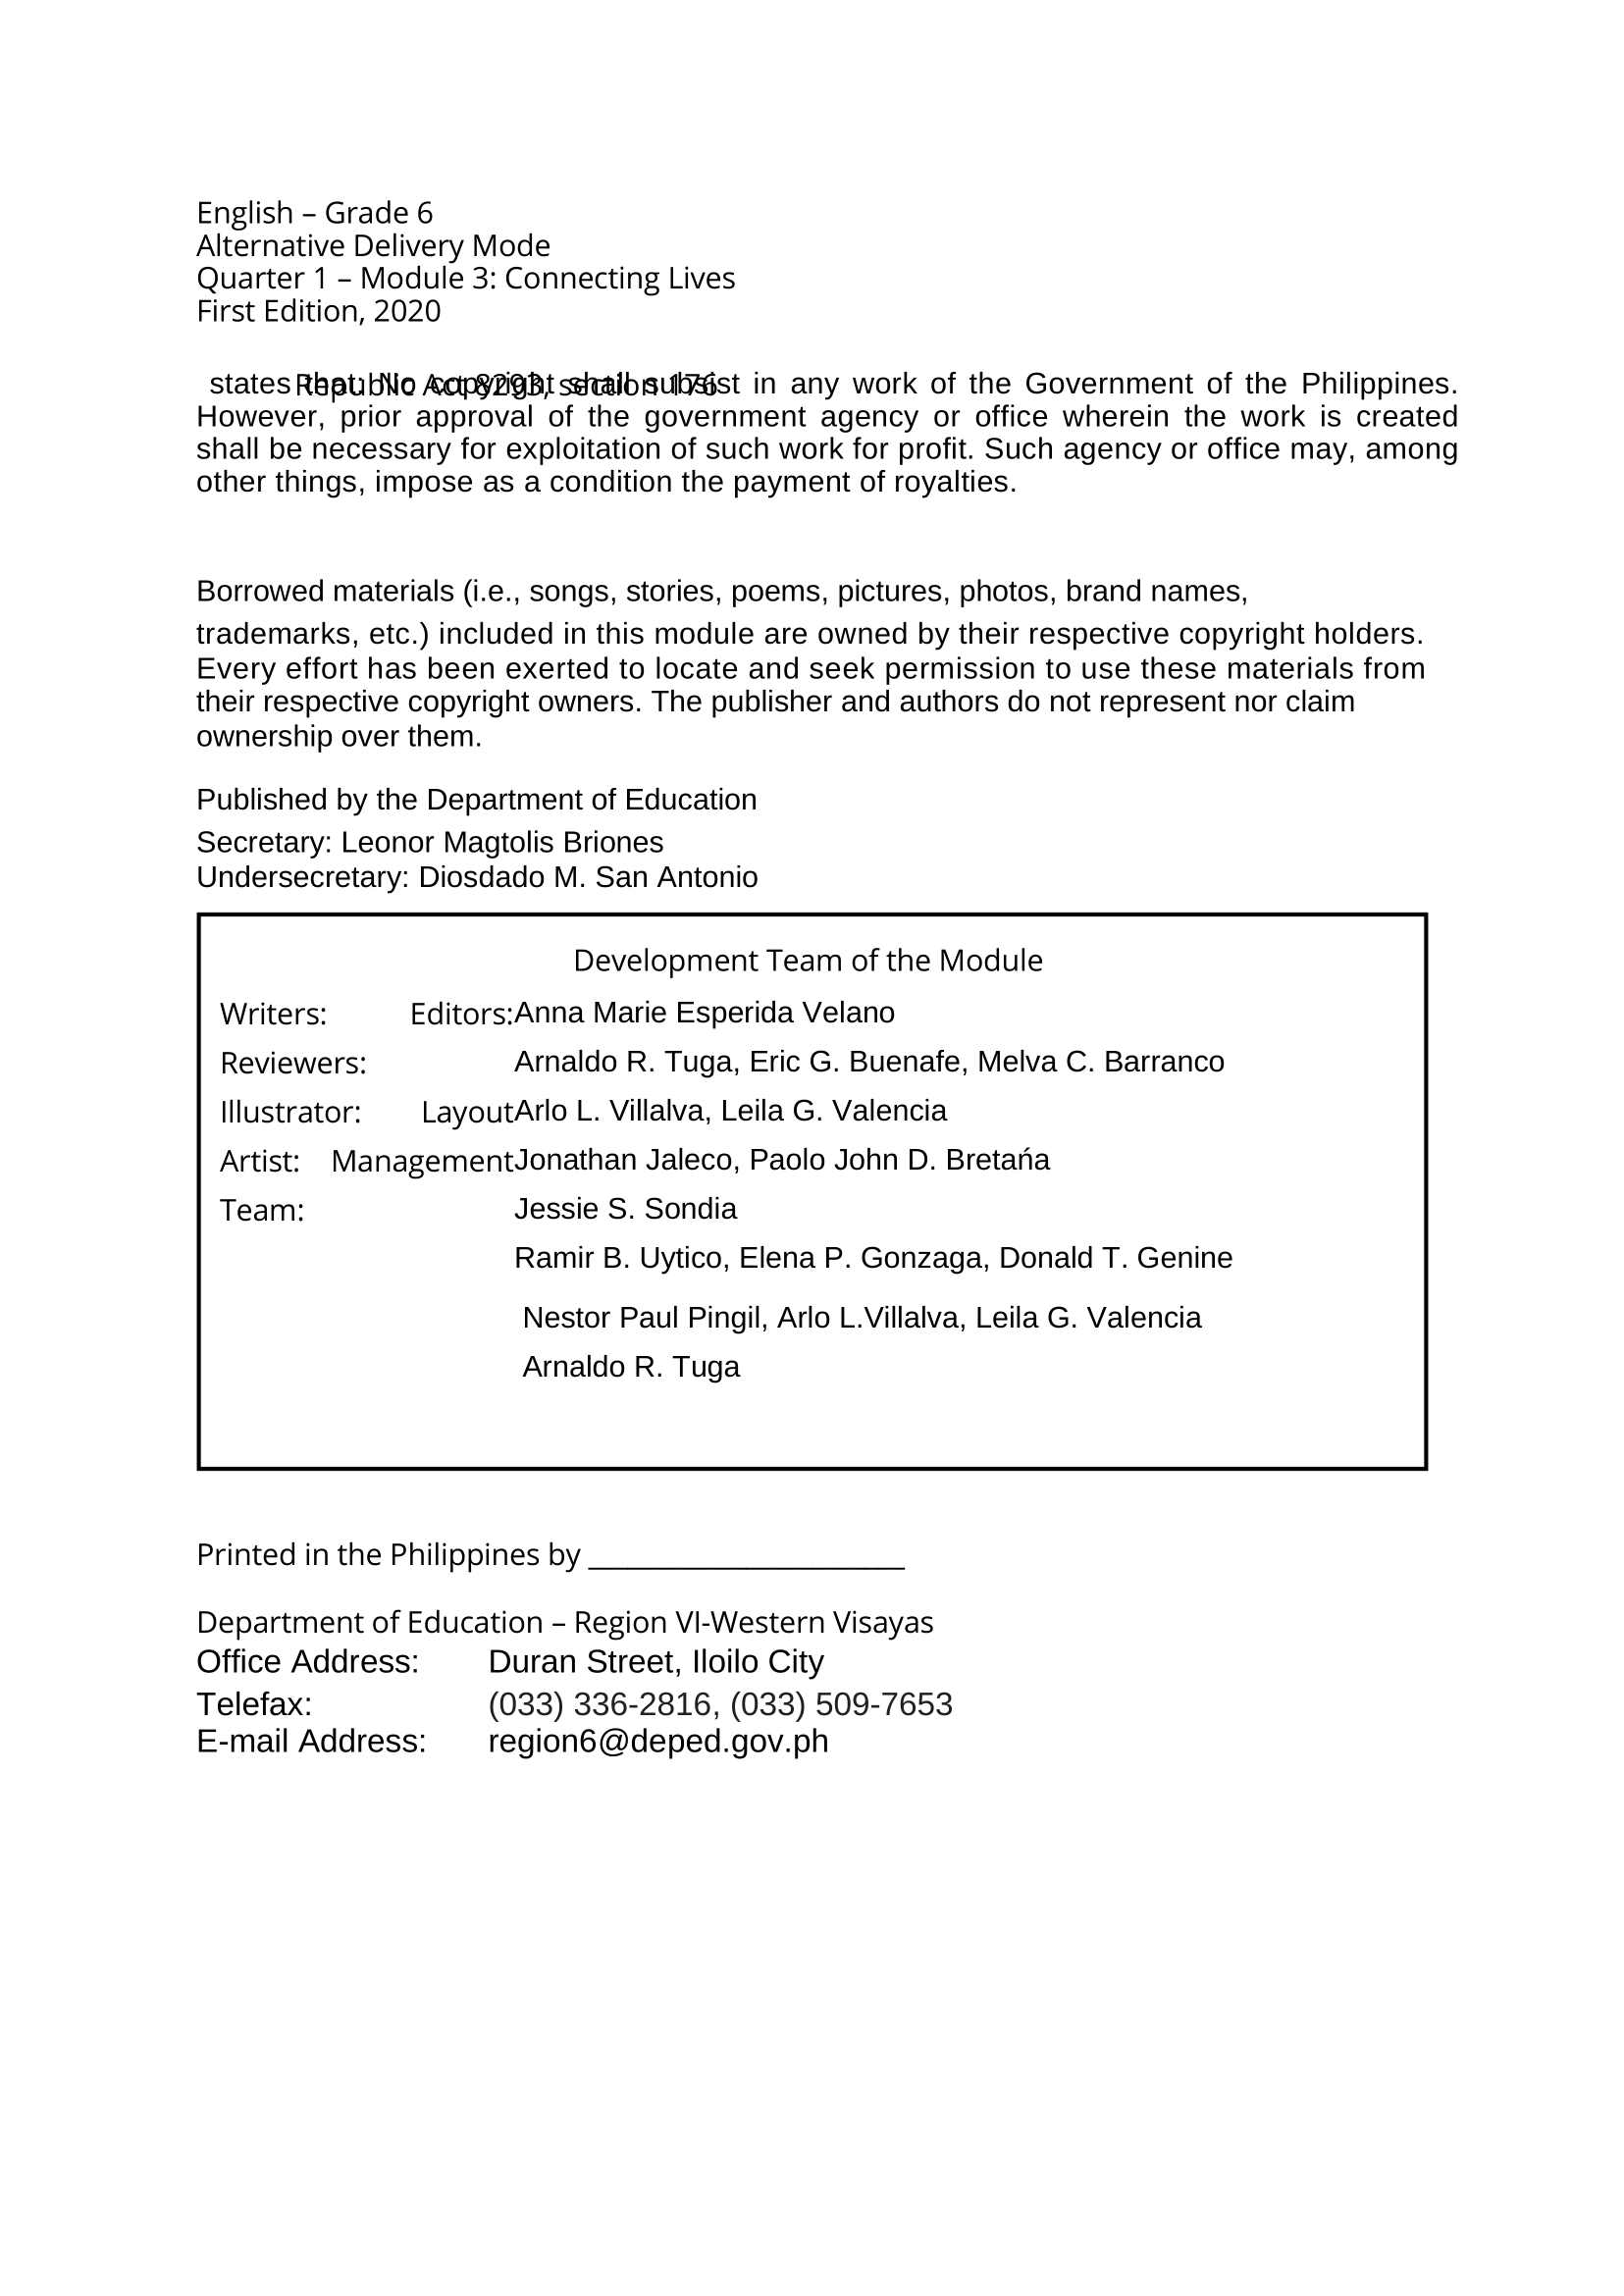 English – Grade 6
Alternative Delivery Mode
Quarter 1 – Module 3: Connecting Lives
First Edition, 2020
Republic Act 8293, section 176
states that: No copyright shall subsist in any work of the Government of the Philippines.
However, prior approval of the government agency or office wherein the work is created
shall be necessary for exploitation of such work for profit. Such agency or office may, among
other things, impose as a condition the payment of royalties.
Borrowed materials (i.e., songs, stories, poems, pictures, photos, brand names,
trademarks, etc.) included in this module are owned by their respective copyright holders.
Every effort has been exerted to locate and seek permission to use these materials from
their respective copyright owners. The publisher and authors do not represent nor claim
ownership over them.
Published by the Department of Education
Secretary: Leonor Magtolis Briones
Undersecretary: Diosdado M. San Antonio
Development Team of the Module
Writers: Editors: Anna Marie Esperida Velano
Reviewers: Arnaldo R. Tuga, Eric G. Buenafe, Melva C. Barranco
Illustrator: Layout Arlo L. Villalva, Leila G. Valencia
Artist: Management Jonathan Jaleco, Paolo John D. Bretańa
Team: Jessie S. Sondia
Ramir B. Uytico, Elena P. Gonzaga, Donald T. Genine
Nestor Paul Pingil, Arlo L.Villalva, Leila G. Valencia
Arnaldo R. Tuga
Printed in the Philippines by ____________________
Department of Education – Region VI-Western Visayas
Office Address: Duran Street, Iloilo City
Telefax: (033) 336-2816, (033) 509-7653
E-mail Address: region6@deped.gov.ph